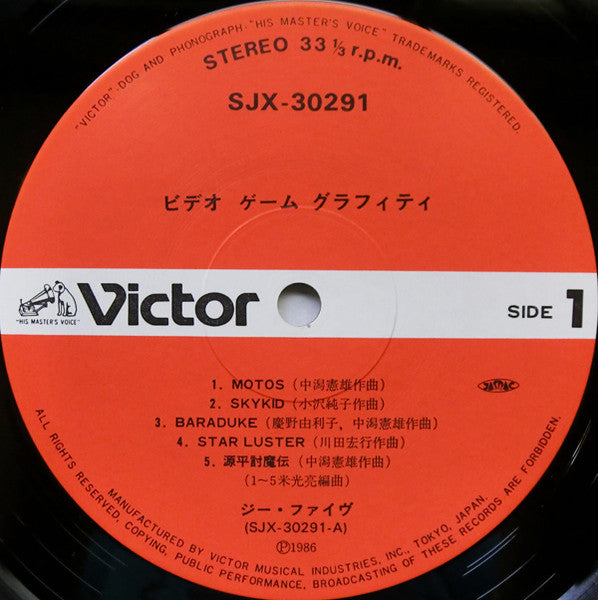 "VICTOR"-DOG AND PHONOGRAPH-"HIS MASTER'S VOICE" TRADEMARKS REGISTERED.
STEREO 33 1/3 r.p.m.
SJX-30291
ビデオ ゲーム グラフィティ
"HIS MASTER'S VOICE"
Victor
SIDE 1
1. MOTOS (中潟憲雄作曲)
JASRAC
2. SKYKID (小沢純子作曲)
3. BARADUKE (慶野由利子、中潟憲雄作曲)
4. STAR LUSTER (川田宏行作曲)
5. 源平討魔伝 (中潟憲雄作曲)
(1〜5米光亮編曲)
ジー・ファイヴ
(SJX-30291-A)
Ⓟ1986
MANUFACTURED BY VICTOR MUSICAL INDUSTRIES, INC., TOKYO, JAPAN.
ALL RIGHTS RESERVED, COPYING, PUBLIC PERFORMANCE, BROADCASTING OF THESE RECORDS ARE FORBIDDEN.